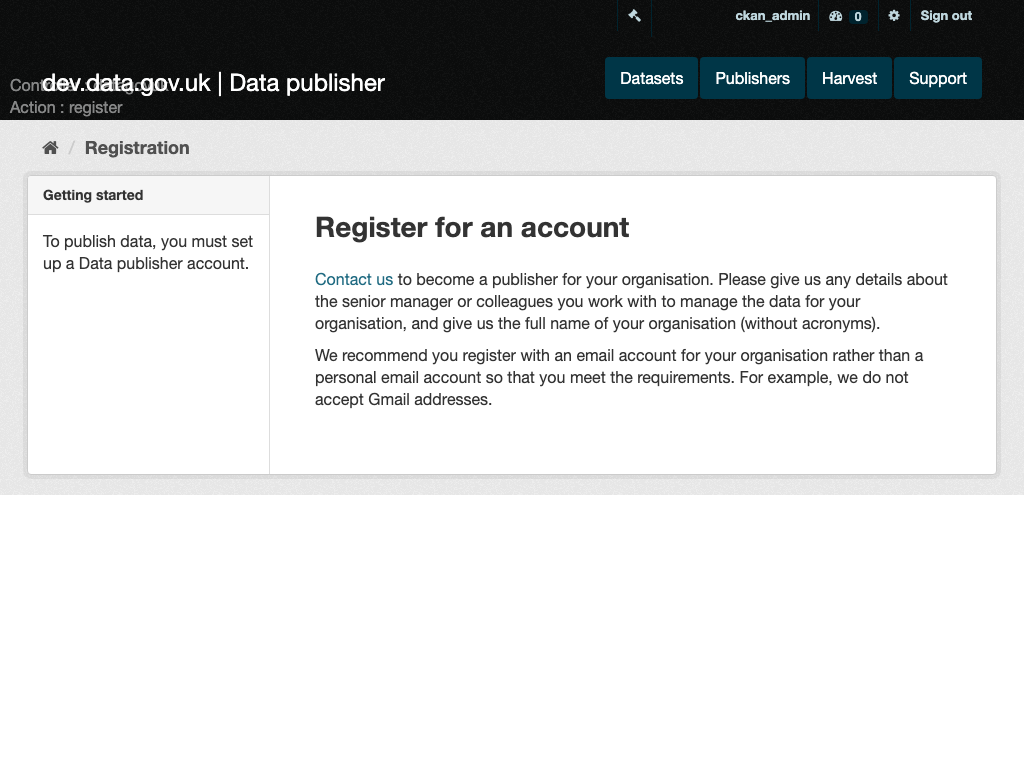 ckan_admin 0 Sign out
dev.data.gov.uk | Data publisher
Action : register
Datasets Publishers Harvest Support
Registration
Getting started
To publish data, you must set
up a Data publisher account.
Register for an account
Contact us to become a publisher for your organisation. Please give us any details about
the senior manager or colleagues you work with to manage the data for your
organisation, and give us the full name of your organisation (without acronyms).
We recommend you register with an email account for your organisation rather than a
personal email account so that you meet the requirements. For example, we do not
accept Gmail addresses.